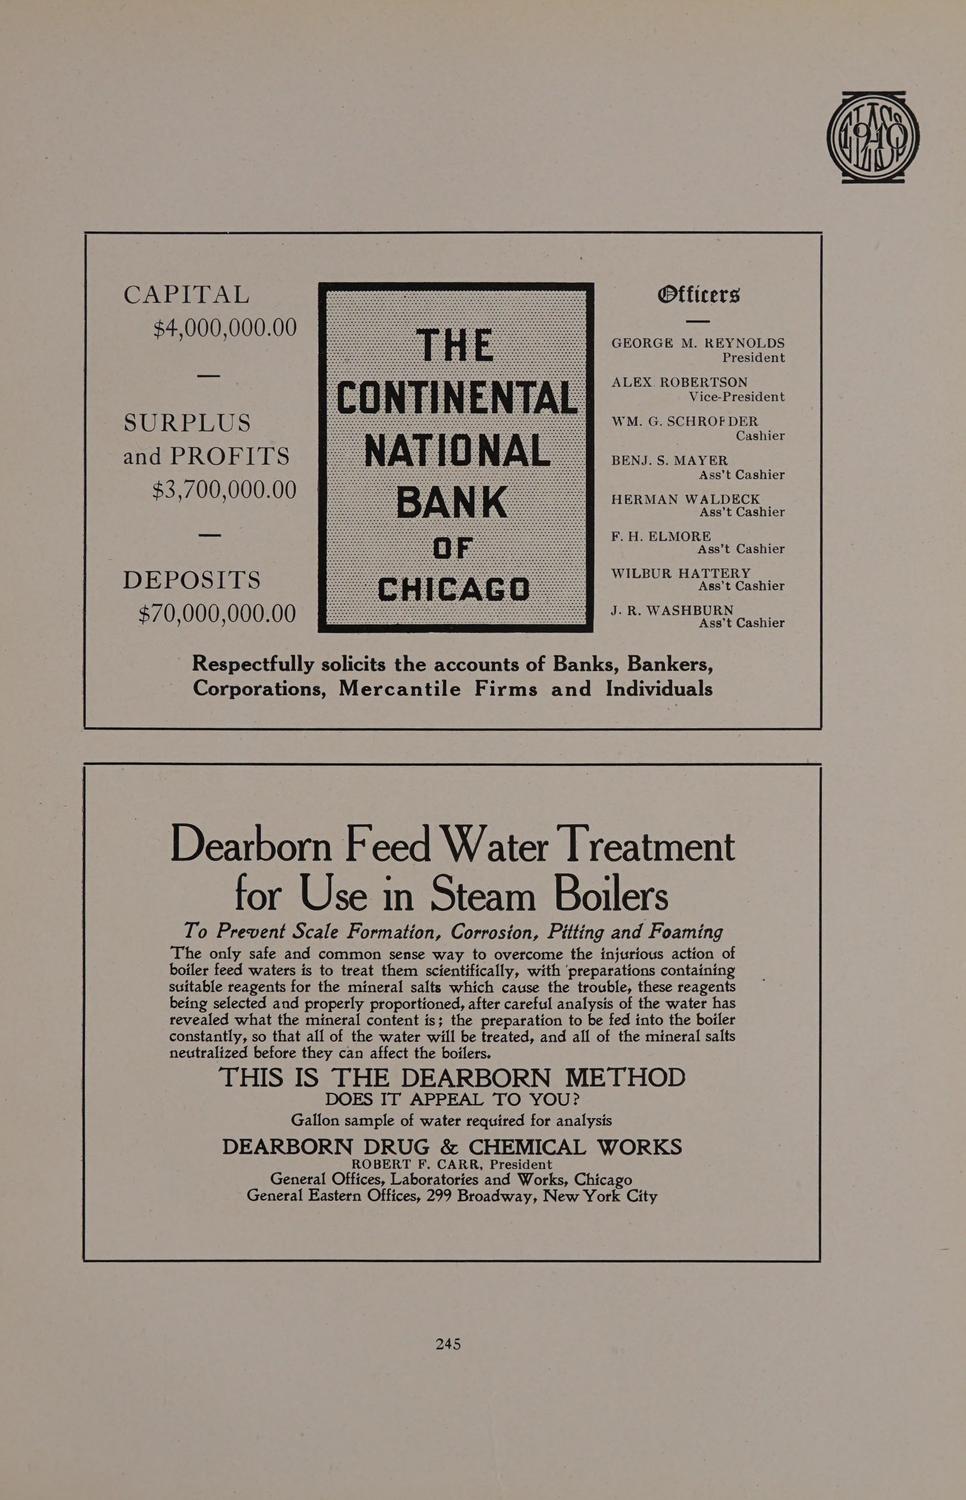 CAPITAL
$4,000,000.00
SURPLUS
and PROFITS
$3,700,000.00
DEPOSITS
$70,000,000.00
THE
CONTINENTAL
NATIONAL
BANK
OF
CHICAGO
Officers
GEORGE M. REYNOLDS
President
ALEX. ROBERTSON
Vice-President
WM. G. SCHROEDER
Cashier
BENJ. S. MAYER
Ass't Cashier
HERMAN WALDECK
Ass't Cashier
F. H. ELMORE
Ass't Cashier
WILBUR HATTERY
Ass't Cashier
J. R. WASHBURN
Ass't Cashier
Respectfully solicits the accounts of Banks, Bankers,
Corporations, Mercantile Firms and Individuals
Dearborn Feed Water Treatment
for Use in Steam Boilers
To Prevent Scale Formation, Corrosion, Pitting and Foaming
The only safe and common sense way to overcome the injurious action of
boiler feed waters is to treat them scientifically, with preparations containing
suitable reagents for the mineral salts which cause the trouble, these reagents
being selected and properly proportioned, after careful analysis of the water has
revealed what the mineral content is; the preparation to be fed into the boiler
constantly, so that all of the water will be treated, and all of the mineral salts
neutralized before they can affect the boilers.
THIS IS THE DEARBORN METHOD
DOES IT APPEAL TO YOU?
Gallon sample of water required for analysis
DEARBORN DRUG & CHEMICAL WORKS
ROBERT F. CARR, President
General Offices, Laboratories and Works, Chicago
General Eastern Offices, 299 Broadway, New York City
245